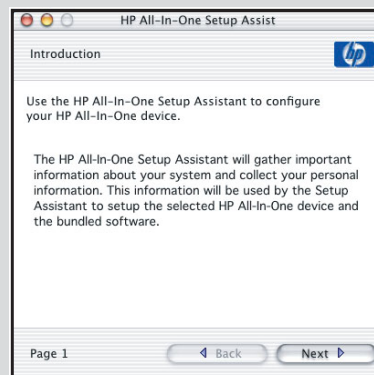 HP All-In-One Setup Assist
Introduction
hp
Use the HP All-In-One Setup Assistant to configure
your HP All-In-One device.
The HP All-In-One Setup Assistant will gather important
information about your system and collect your personal
information. This information will be used by the Setup
Assistant to setup the selected HP All-In-One device and
the bundled software.
Page 1
Back
Next